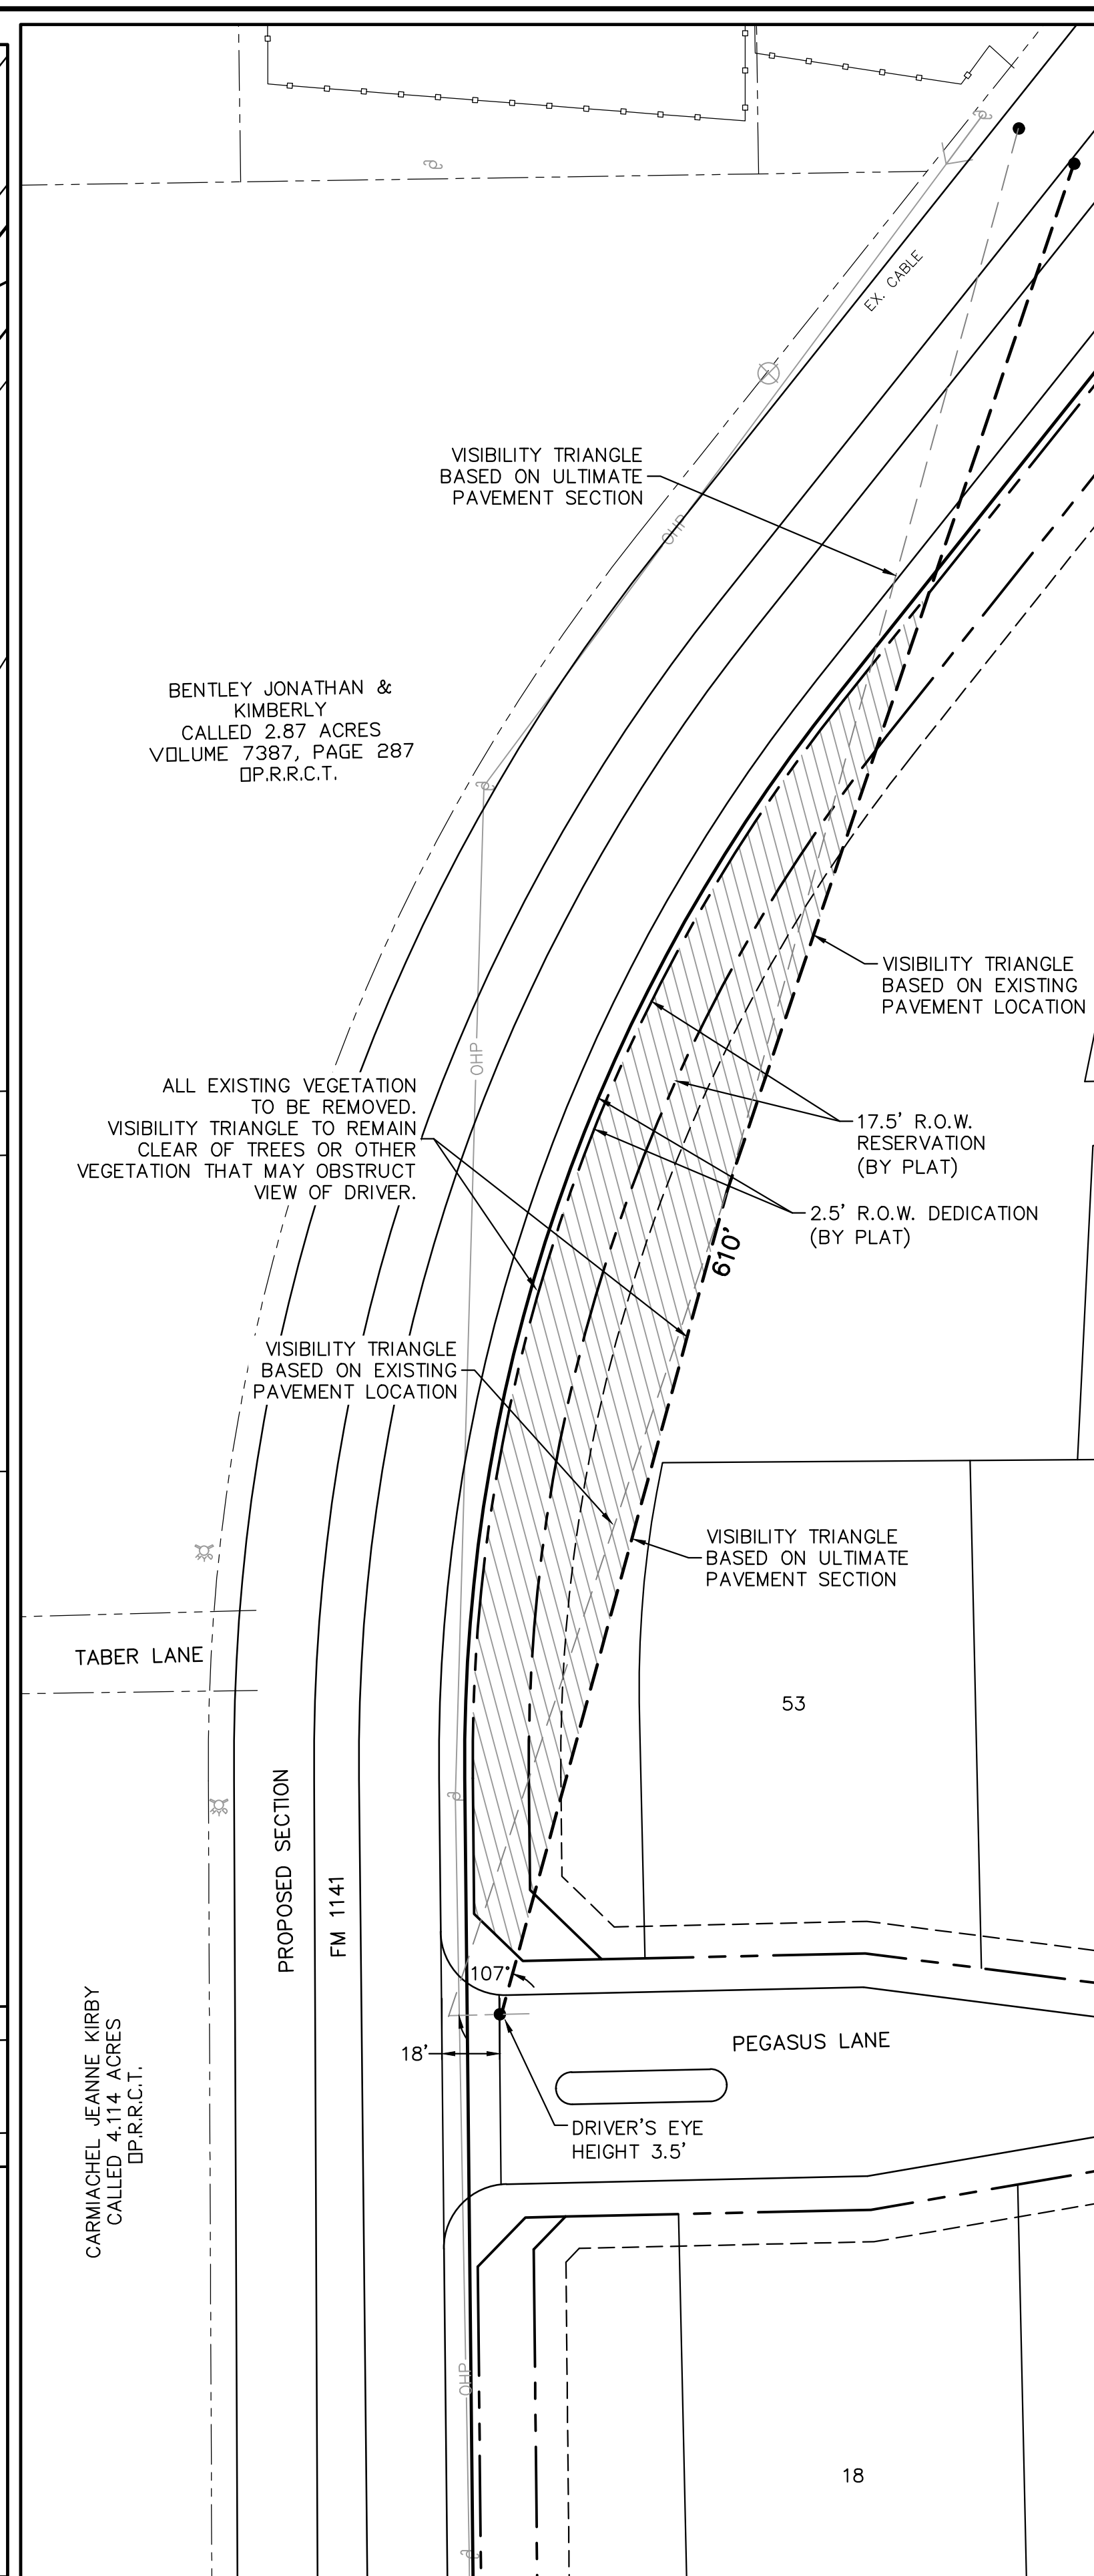 EX. CABLE
VISIBILITY TRIANGLE
BASED ON ULTIMATE
PAVEMENT SECTION
OHP
BENTLEY JONATHAN &
KIMBERLY
CALLED 2.87 ACRES
VOLUME 7387, PAGE 287
OP.R.R.C.T.
VISIBILITY TRIANGLE
BASED ON EXISTING
PAVEMENT LOCATION
OHP
ALL EXISTING VEGETATION
TO BE REMOVED.
VISIBILITY TRIANGLE TO REMAIN
CLEAR OF TREES OR OTHER
VEGETATION THAT MAY OBSTRUCT
VIEW OF DRIVER.
17.5' R.O.W.
RESERVATION
(BY PLAT)
2.5' R.O.W. DEDICATION
(BY PLAT)
610'
VISIBILITY TRIANGLE
BASED ON EXISTING
PAVEMENT LOCATION
VISIBILITY TRIANGLE
BASED ON ULTIMATE
PAVEMENT SECTION
TABER LANE
53
PROPOSED SECTION
FM 1141
107°
18'
PEGASUS LANE
DRIVER'S EYE
HEIGHT 3.5'
CARMIACHEL JEANNE KIRBY
CALLED 4.114 ACRES
OP.R.R.C.T.
OHP
18